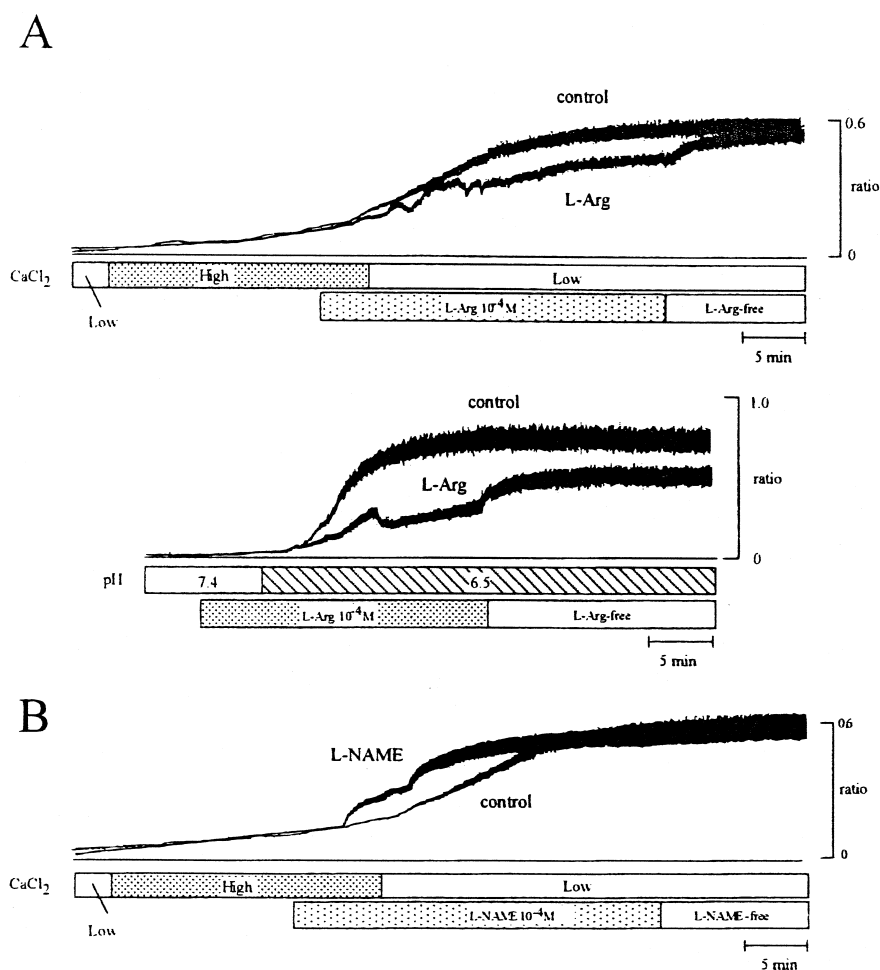 A
control
0.6
L-Arg
ratio
0
CaCl2
High
Low
Low
L-Arg 10-4M
L-Arg-free
5 min
control
1.0
L-Arg
ratio
0
pH
7.4
6.5
L-Arg 10-4M
L-Arg-free
5 min
B
L-NAME
06
control
ratio
0
CaCl2
High
Low
Low
L-NAME 10-4M
L-NAME-free
5 min